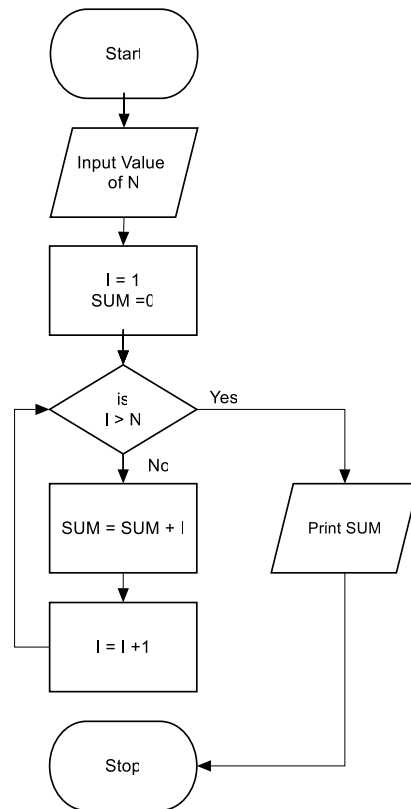 Start
Input Value
of N
I = 1
SUM =0
is
I > N
Yes
No
SUM = SUM + I
Print SUM
I = I +1
Stop